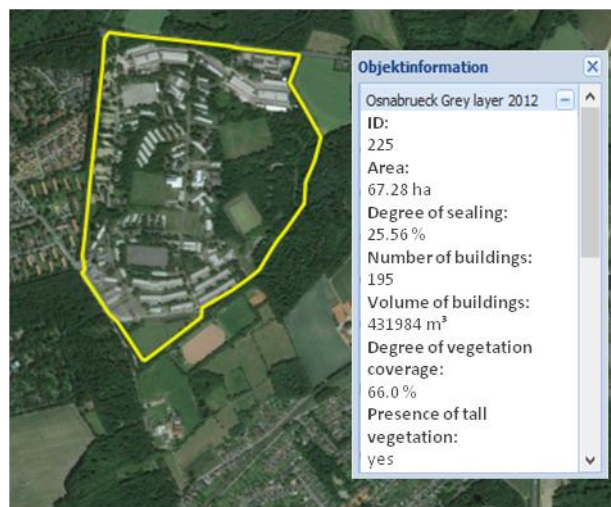 Objektinformation
Osnabrueck Grey layer 2012
ID:
225
Area:
67.28 ha
Degree of sealing:
25.56 %
Number of buildings:
195
Volume of buildings:
431984 m³
Degree of vegetation
coverage:
66.0 %
Presence of tall
vegetation:
yes